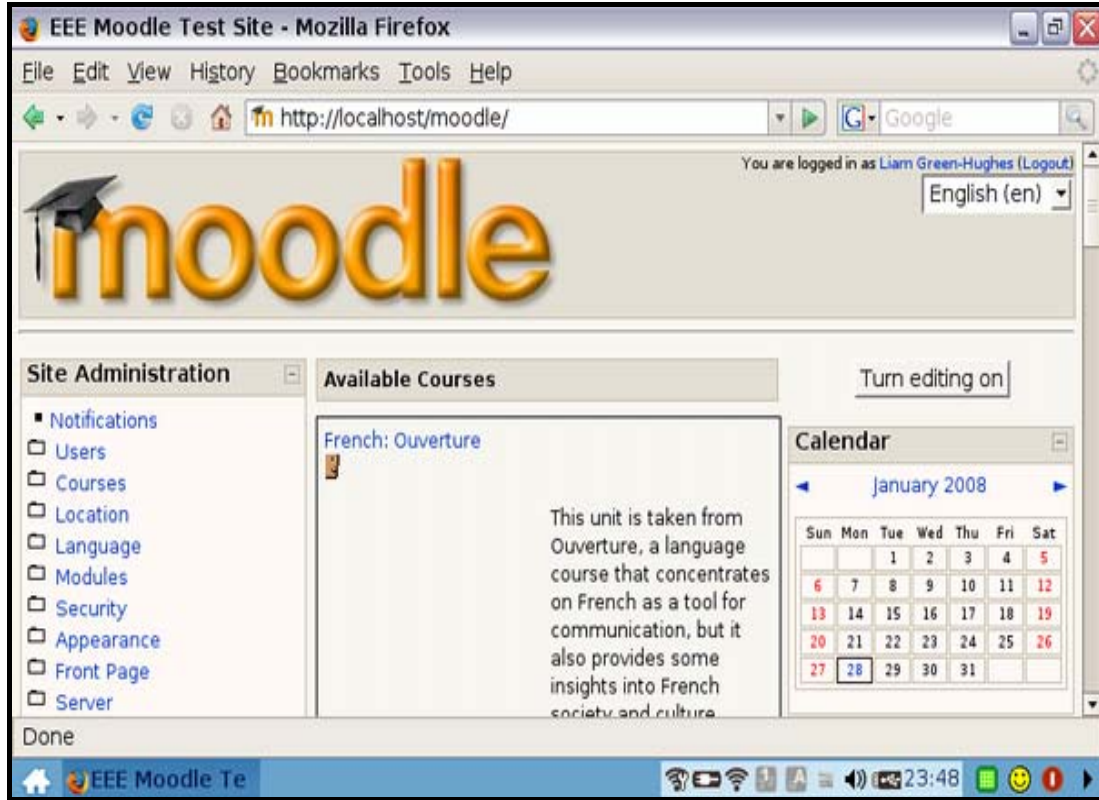 EEE Moodle Test Site - Mozilla Firefox
File Edit View History Bookmarks Tools Help
http://localhost/moodle/
G Google
You are logged in as Liam Green-Hughes (Logout)
English (en)
moodle
Site Administration
Notifications
Users
Courses
Location
Language
Modules
Security
Appearance
Front Page
Server
Available Courses
French: Ouverture
This unit is taken from
Ouverture, a language
course that concentrates
on French as a tool for
communication, but it
also provides some
insights into French
society and culture
Turn editing on
Calendar
January 2008
Sun Mon Tue Wed Thu Fri Sat
1 2 3 4 5
6 7 8 9 10 11 12
13 14 15 16 17 18 19
20 21 22 23 24 25 26
27 28 29 30 31
Done
EEE Moodle Te
1 A 23:48